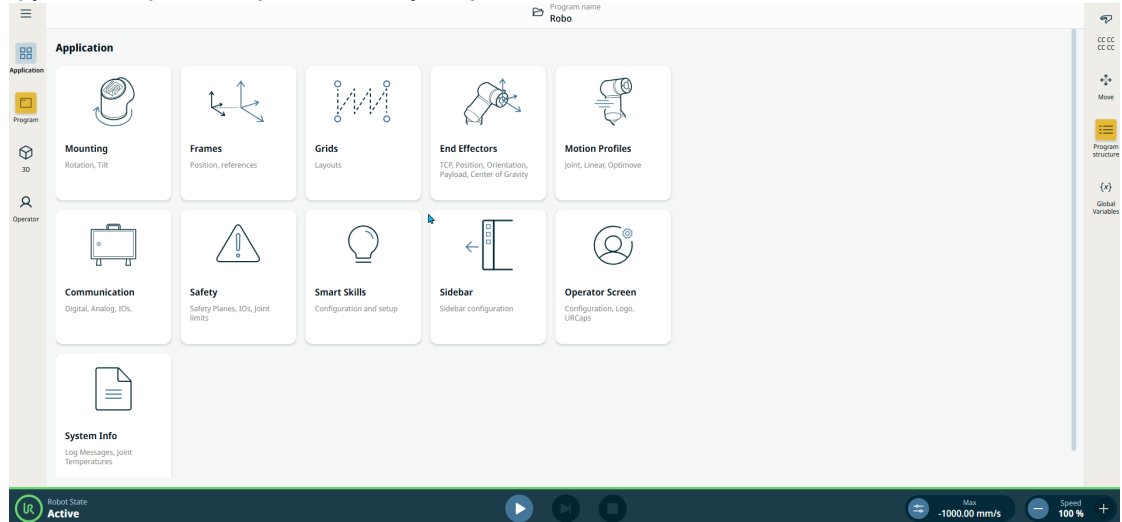 Program name
Robo
Application
Program
3D
Operator
Application
Mounting
Rotation, Tilt
Frames
Position, references
Grids
Layouts
End Effectors
TCP, Position, Orientation,
Payload, Center of Gravity
Motion Profiles
Joint, Linear, Optimove
Communication
Digital, Analog, IOs.
Safety
Safety Planes, IOs, Joint
limits
Smart Skills
Configuration and setup
Sidebar
Sidebar configuration
Operator Screen
Configuration, Logo,
URCaps
System Info
Log Messages, Joint
Temperatures
CC CC
CC CC
Move
Program
structure
{x}
Global
Variables
UR
Robot State
Active
Max
-1000.00 mm/s
Speed
100 %